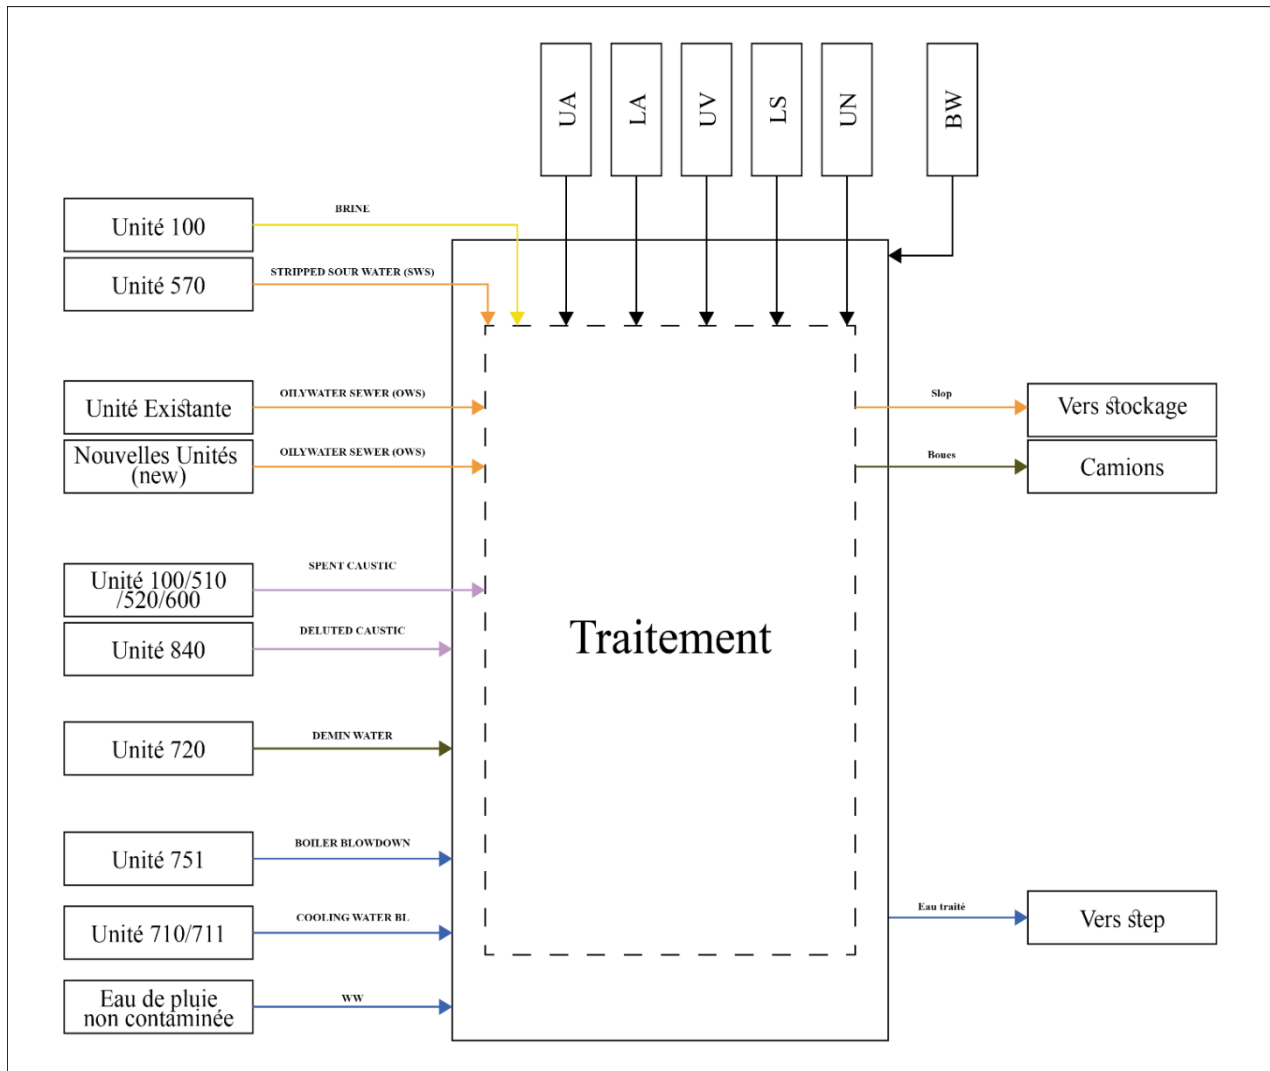 UA
LA
UV
LS
UN
BW
Unité 100
BRINE
Unité 570
STRIPPED SOUR WATER (SWS)
Unité Existante
OILYWATER SEWER (OWS)
Nouvelles Unités
(new)
OILYWATER SEWER (OWS)
Slop
Vers stockage
Boues
Camions
Unité 100/510
/520/600
SPENT CAUSTIC
Unité 840
DELUTED CAUSTIC
Traitement
Unité 720
DEMIN WATER
Unité 751
BOILER BLOWDOWN
Unité 710/711
COOLING WATER BL
Eau traité
Vers step
Eau de pluie
non contaminée
WW